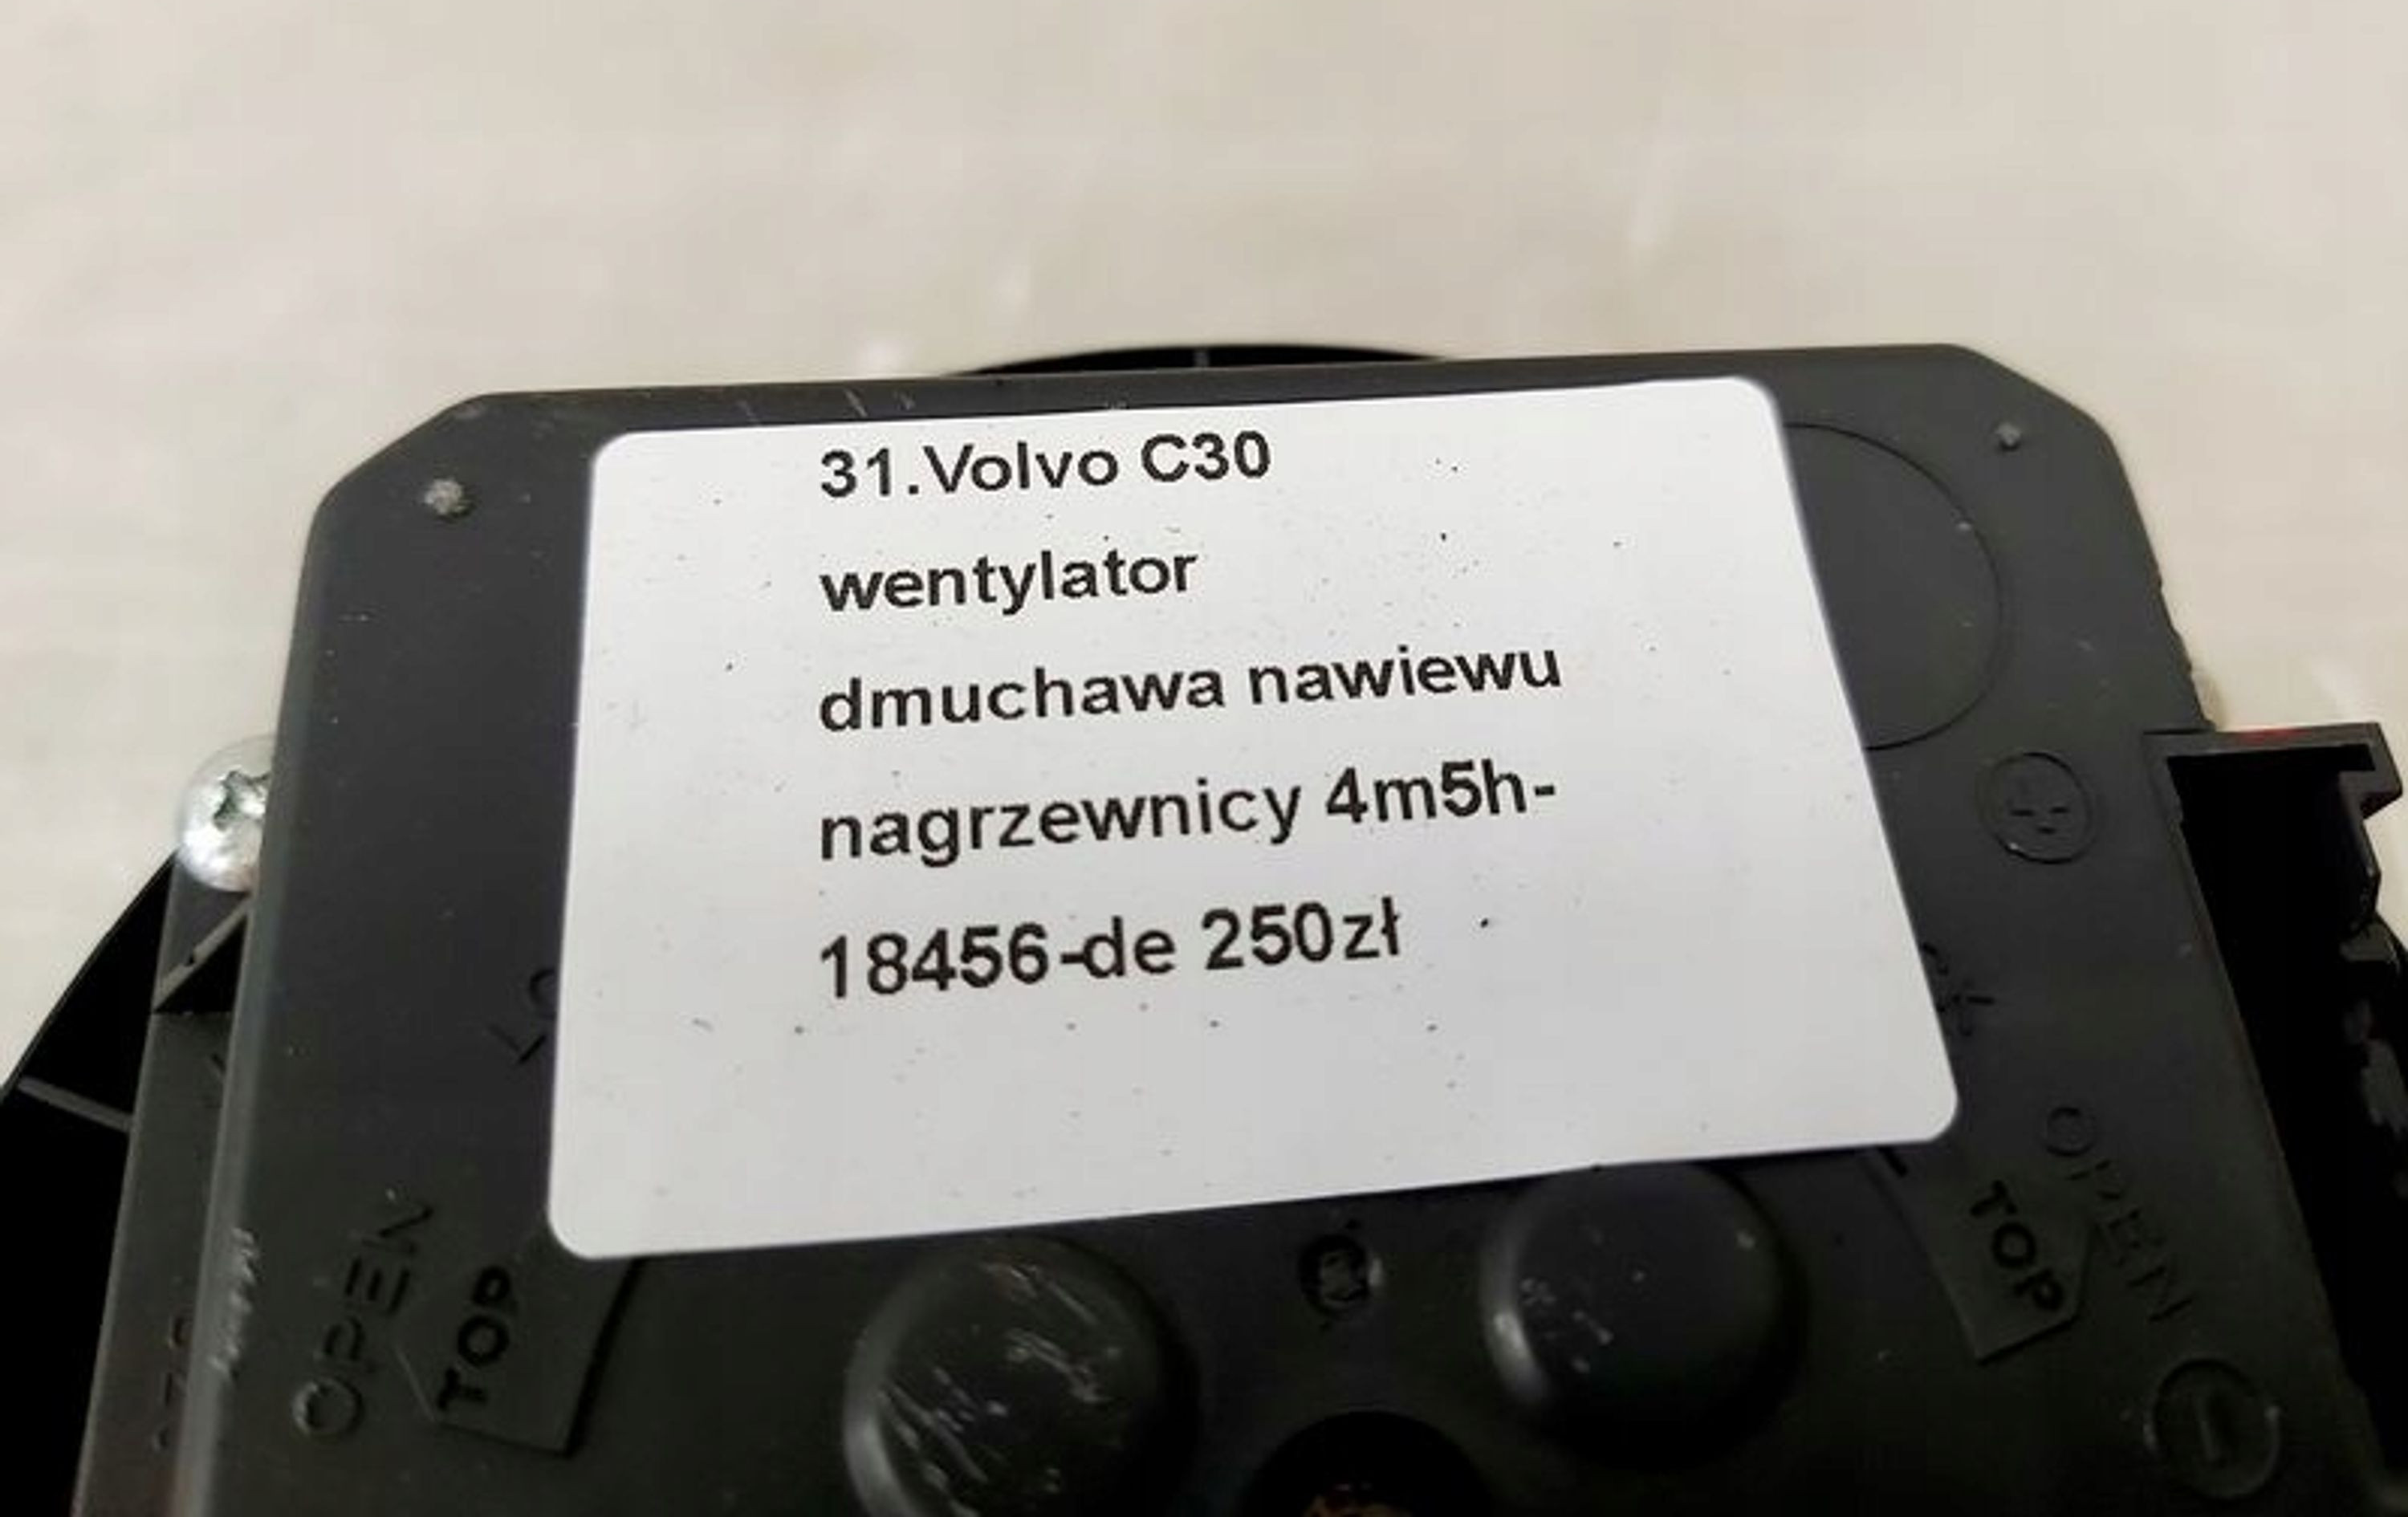 31.Volvo C30
wentylator
dmuchawa nawiewu
nagrzewnicy 4m5h-
18456-de 250zł
OPEN
TOP
TOP
OPEN